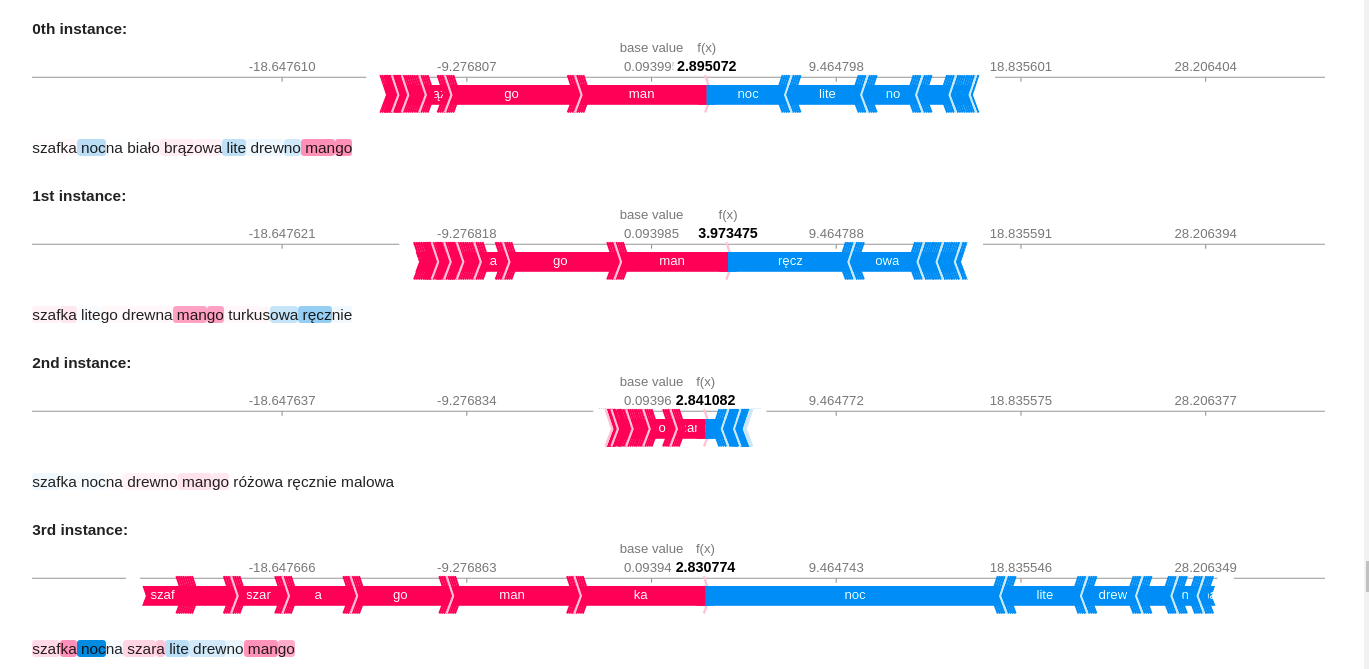 0th instance:
base value f(x)
-18.647610 -9.276807 0.093995 2.895072 9.464798 18.835601 28.206404
go man noc lite no
szafka nocna biało brązowa lite drewno mango
1st instance:
base value f(x)
-18.647621 -9.276818 0.093985 3.973475 9.464788 18.835591 28.206394
a go man ręcz owa
szafka litego drewna mango turkusowa ręcznie
2nd instance:
base value f(x)
-18.647637 -9.276834 0.09396 2.841082 9.464772 18.835575 28.206377
o
szafka nocna drewno mango różowa ręcznie malowa
3rd instance:
base value f(x)
-18.647666 -9.276863 0.09394 2.830774 9.464743 18.835546 28.206349
szaf szar a go man ka noc lite drew n
szafka nocna szara lite drewno mango